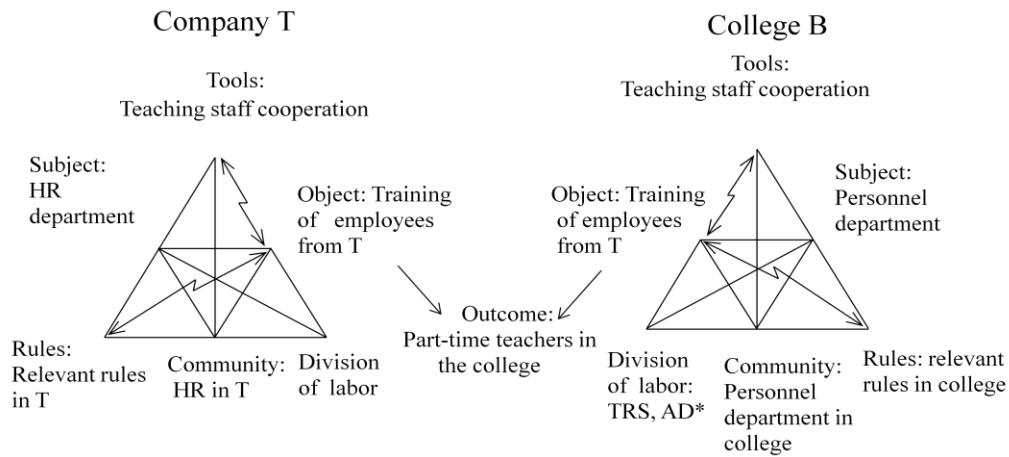 Company T
College B
Tools:
Teaching staff cooperation
Tools:
Teaching staff cooperation
Subject:
HR
department
Object: Training
of employees
from T
Object: Training
of employees
from T
Subject:
Personnel
department
Outcome:
Part-time teachers in
the college
Rules:
Relevant rules
in T
Community:
HR in T
Division
of labor
Division
of labor:
TRS, AD*
Community:
Personnel
department in
college
Rules: relevant
rules in college